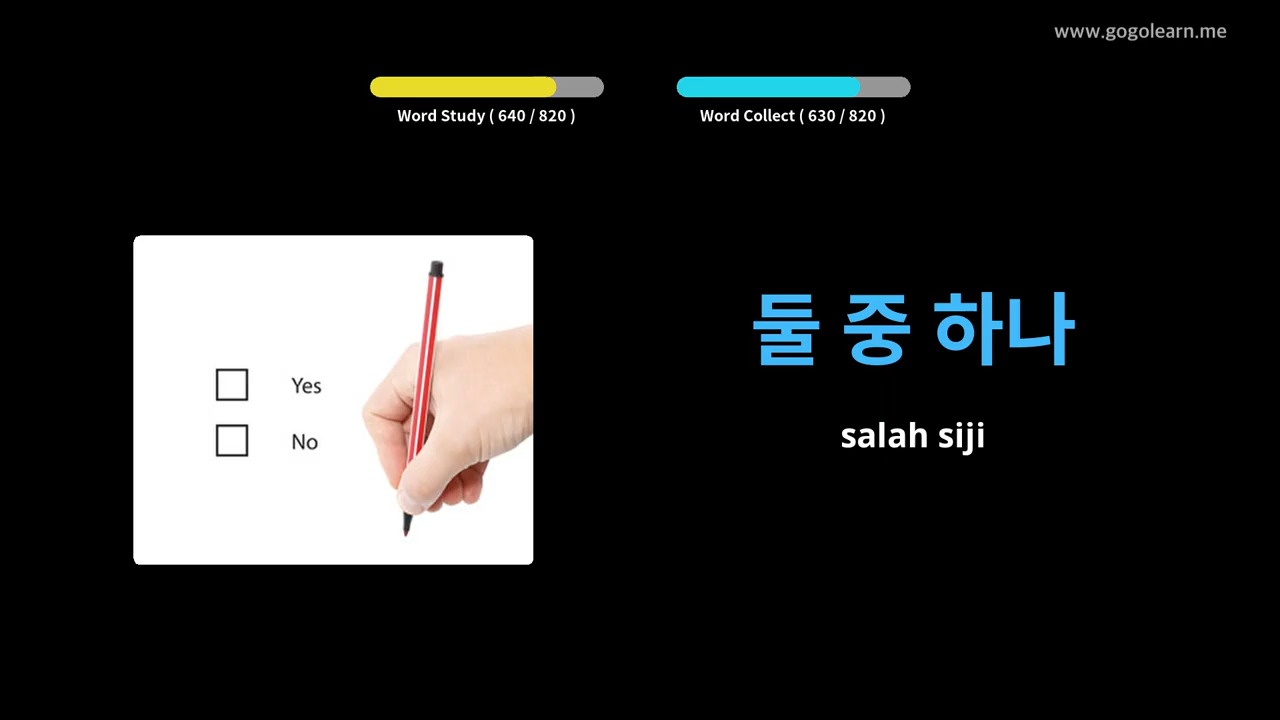 www.gogolearn.me
Word Study ( 640 / 820 )
Word Collect ( 630 / 820 )
Yes
No
둘 중 하나
salah siji